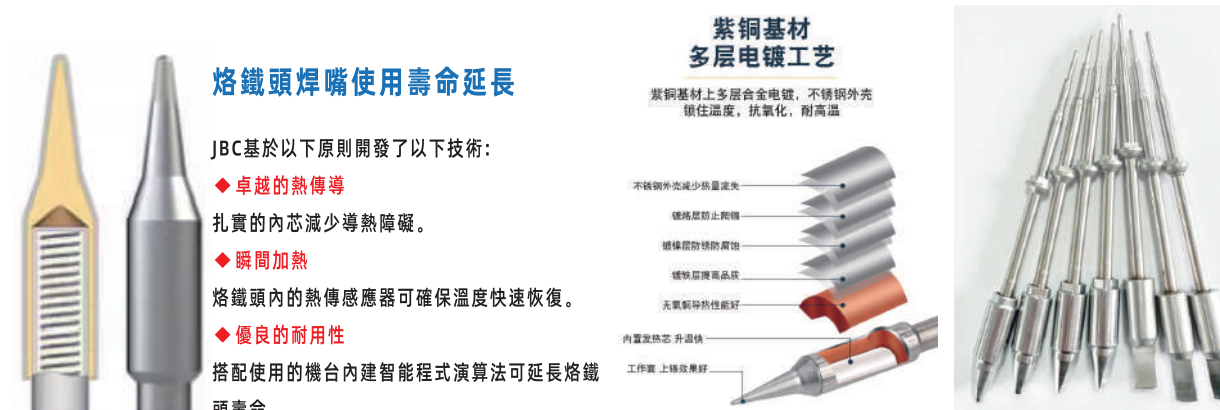 烙鐵頭焊嘴使用壽命延長
JBC基於以下原則開發了以下技術：
◆卓越的熱傳導
扎實的內芯減少導熱障礙。
◆瞬間加熱
烙鐵頭內的熱傳感應器可確保溫度快速恢復。
◆優良的耐用性
搭配使用的機台內建智能程式演算法可延長烙鐵
頭壽命
紫铜基材
多层电镀工艺
紫铜基材上多层合金电镀，不锈钢外壳
锁住温度，抗氧化，耐高温
不锈钢外壳减少热量流失
镀铬层防止爬锡
镀镍层防锈防腐蚀
镀铁层提高品质
无氧铜导热性能好
内置发热芯 升温快
工作面 上锡效果好